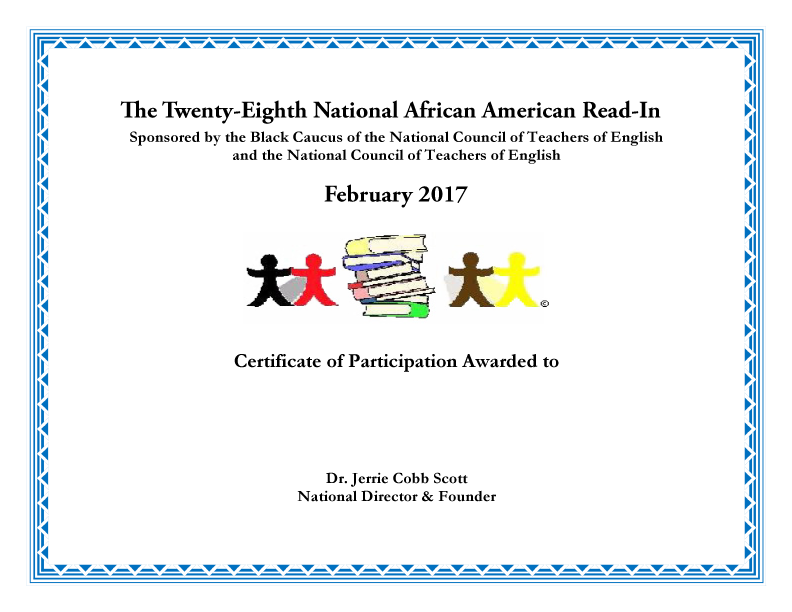 The Twenty-Eighth National African American Read-In
Sponsored by the Black Caucus of the National Council of Teachers of English
and the National Council of Teachers of English
February 2017
©
Certificate of Participation Awarded to
Dr. Jerrie Cobb Scott
National Director & Founder